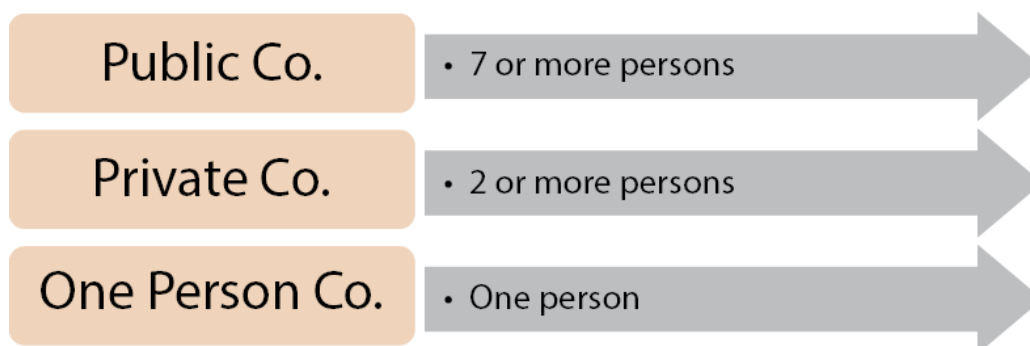 Public Co.
• 7 or more persons
Private Co.
• 2 or more persons
One Person Co.
• One person